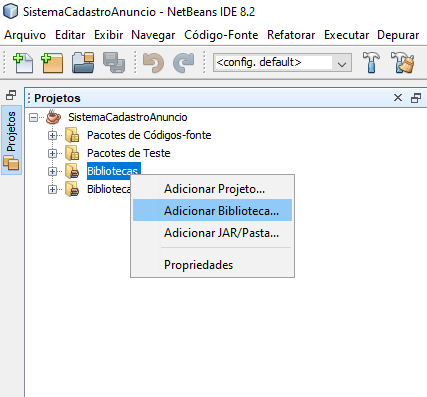 SistemaCadastroAnuncio - NetBeans IDE 8.2
Arquivo Editar Exibir Navegar Código-Fonte Refatorar Executar Depurar
<config. default>
Projetos
Projetos
SistemaCadastroAnuncio
Pacotes de Códigos-fonte
Pacotes de Teste
Bibliotecas
Biblioteca
Adicionar Projeto...
Adicionar Biblioteca...
Adicionar JAR/Pasta...
Propriedades